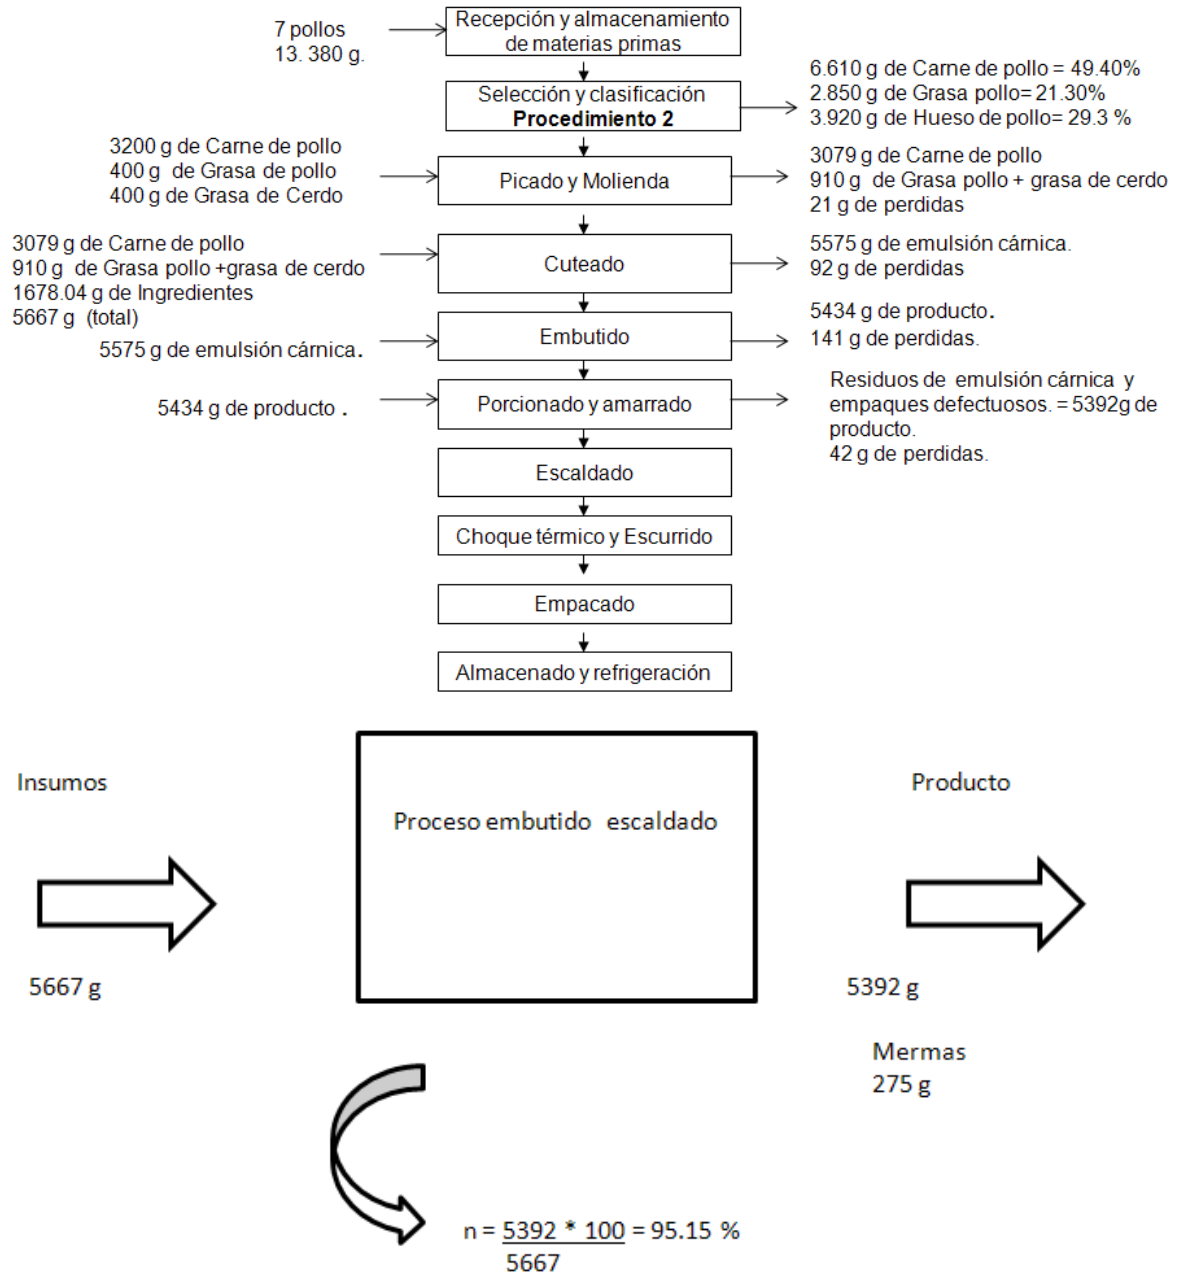 7 pollos
13. 380 g.
Recepción y almacenamiento
de materias primas
Selección y clasificación
Procedimiento 2
6.610 g de Carne de pollo = 49.40%
2.850 g de Grasa pollo= 21.30%
3.920 g de Hueso de pollo= 29.3 %
3200 g de Carne de pollo
400 g de Grasa de pollo
400 g de Grasa de Cerdo
Picado y Molienda
3079 g de Carne de pollo
910 g de Grasa pollo + grasa de cerdo
21 g de perdidas
3079 g de Carne de pollo
910 g de Grasa pollo +grasa de cerdo
1678.04 g de Ingredientes
5667 g (total)
Cuteado
5575 g de emulsión cárnica.
92 g de perdidas
5575 g de emulsión cárnica.
Embutido
5434 g de producto.
141 g de perdidas.
5434 g de producto .
Porcionado y amarrado
Residuos de emulsión cárnica y
empaques defectuosos. = 5392g de
producto.
42 g de perdidas.
Escaldado
Choque térmico y Escurrido
Empacado
Almacenado y refrigeración
Insumos
Proceso embutido escaldado
Producto
5667 g
5392 g
Mermas
275 g
n = 5392 * 100 = 95.15 %
5667